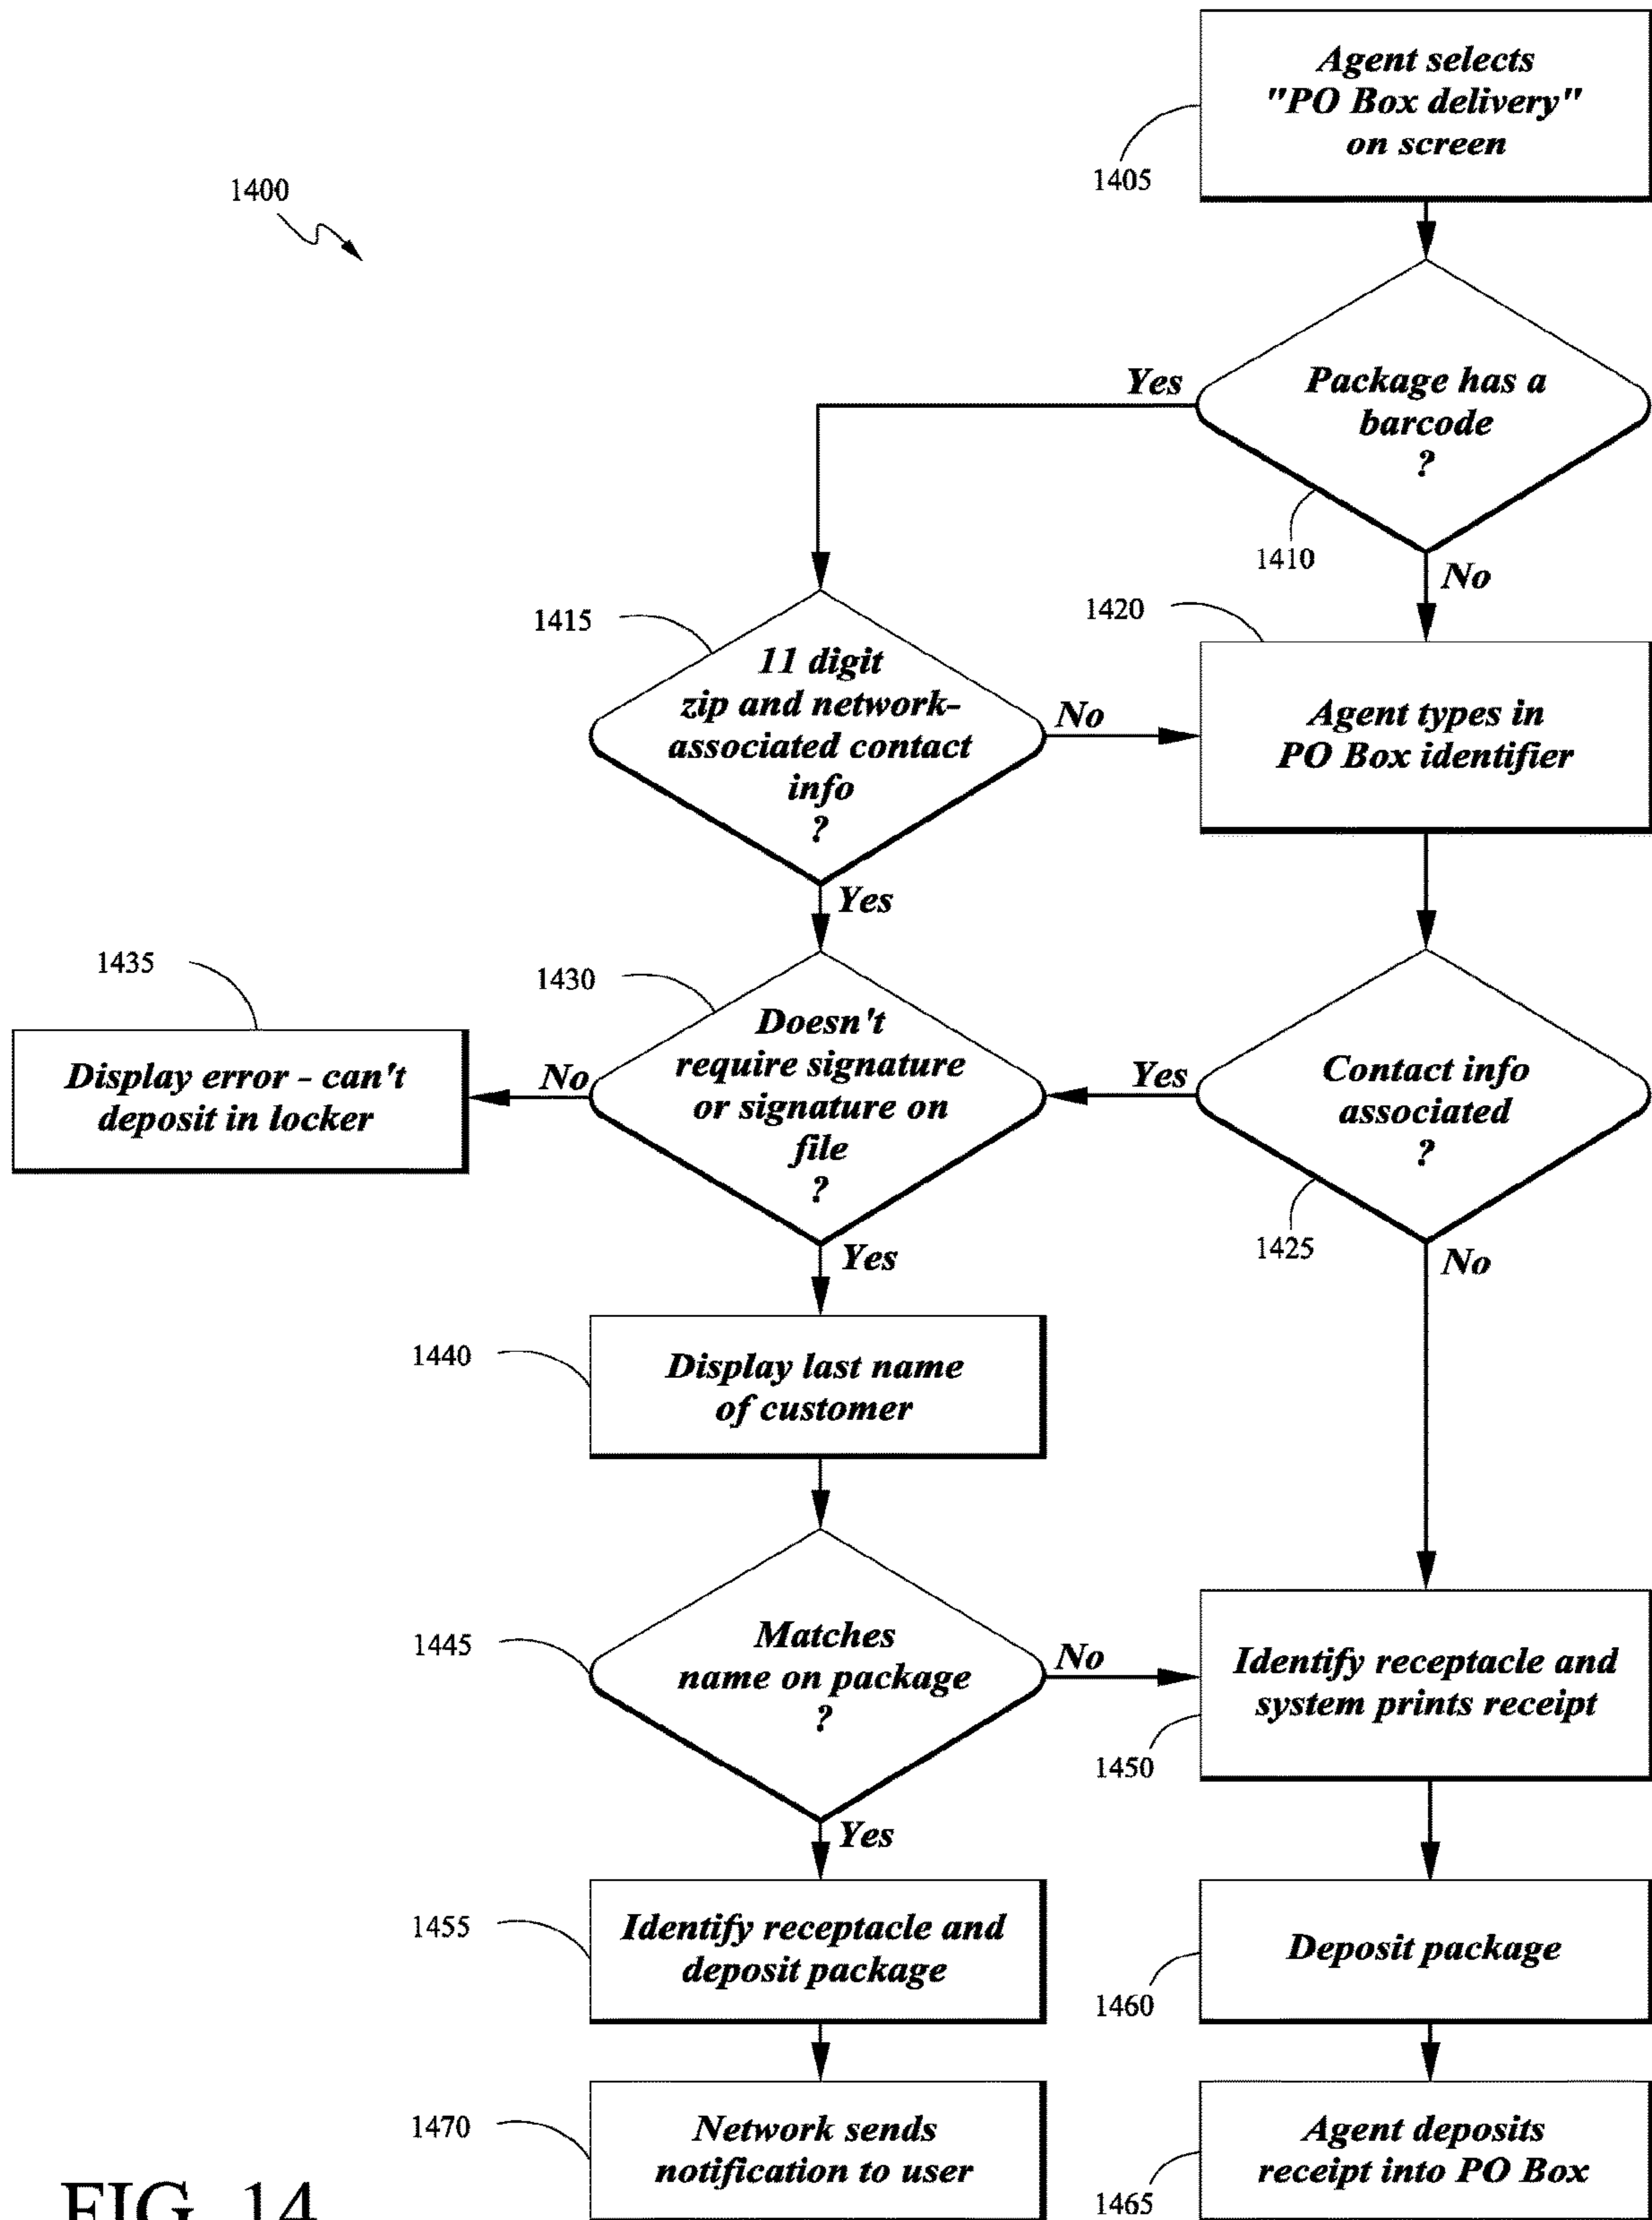 Agent selects
"PO Box delivery"
on screen
1405
1400
Package has a
barcode
?
Yes
1410
No
1415
11 digit
zip and network-
associated contact
info
?
No
1420
Agent types in
PO Box identifier
Yes
1435
Display error - can't
deposit in locker
No
1430
Doesn't
require signature
or signature on
file
?
Yes
Contact info
associated
?
1425
Yes
No
1440
Display last name
of customer
1445
Matches
name on package
?
No
Identify receptacle and
system prints receipt
1450
Yes
1455
Identify receptacle and
deposit package
Deposit package
1460
1470
Network sends
notification to user
Agent deposits
receipt into PO Box
1465
FIG. 14